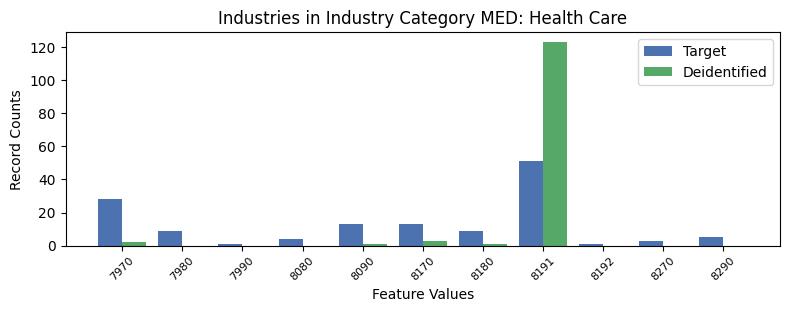 Industries in Industry Category MED: Health Care
Target
Deidentified
Record Counts
120
100
80
60
40
20
0
7970 7980 7990 8080 8090 8170 8180 8191 8192 8270 8290
Feature Values